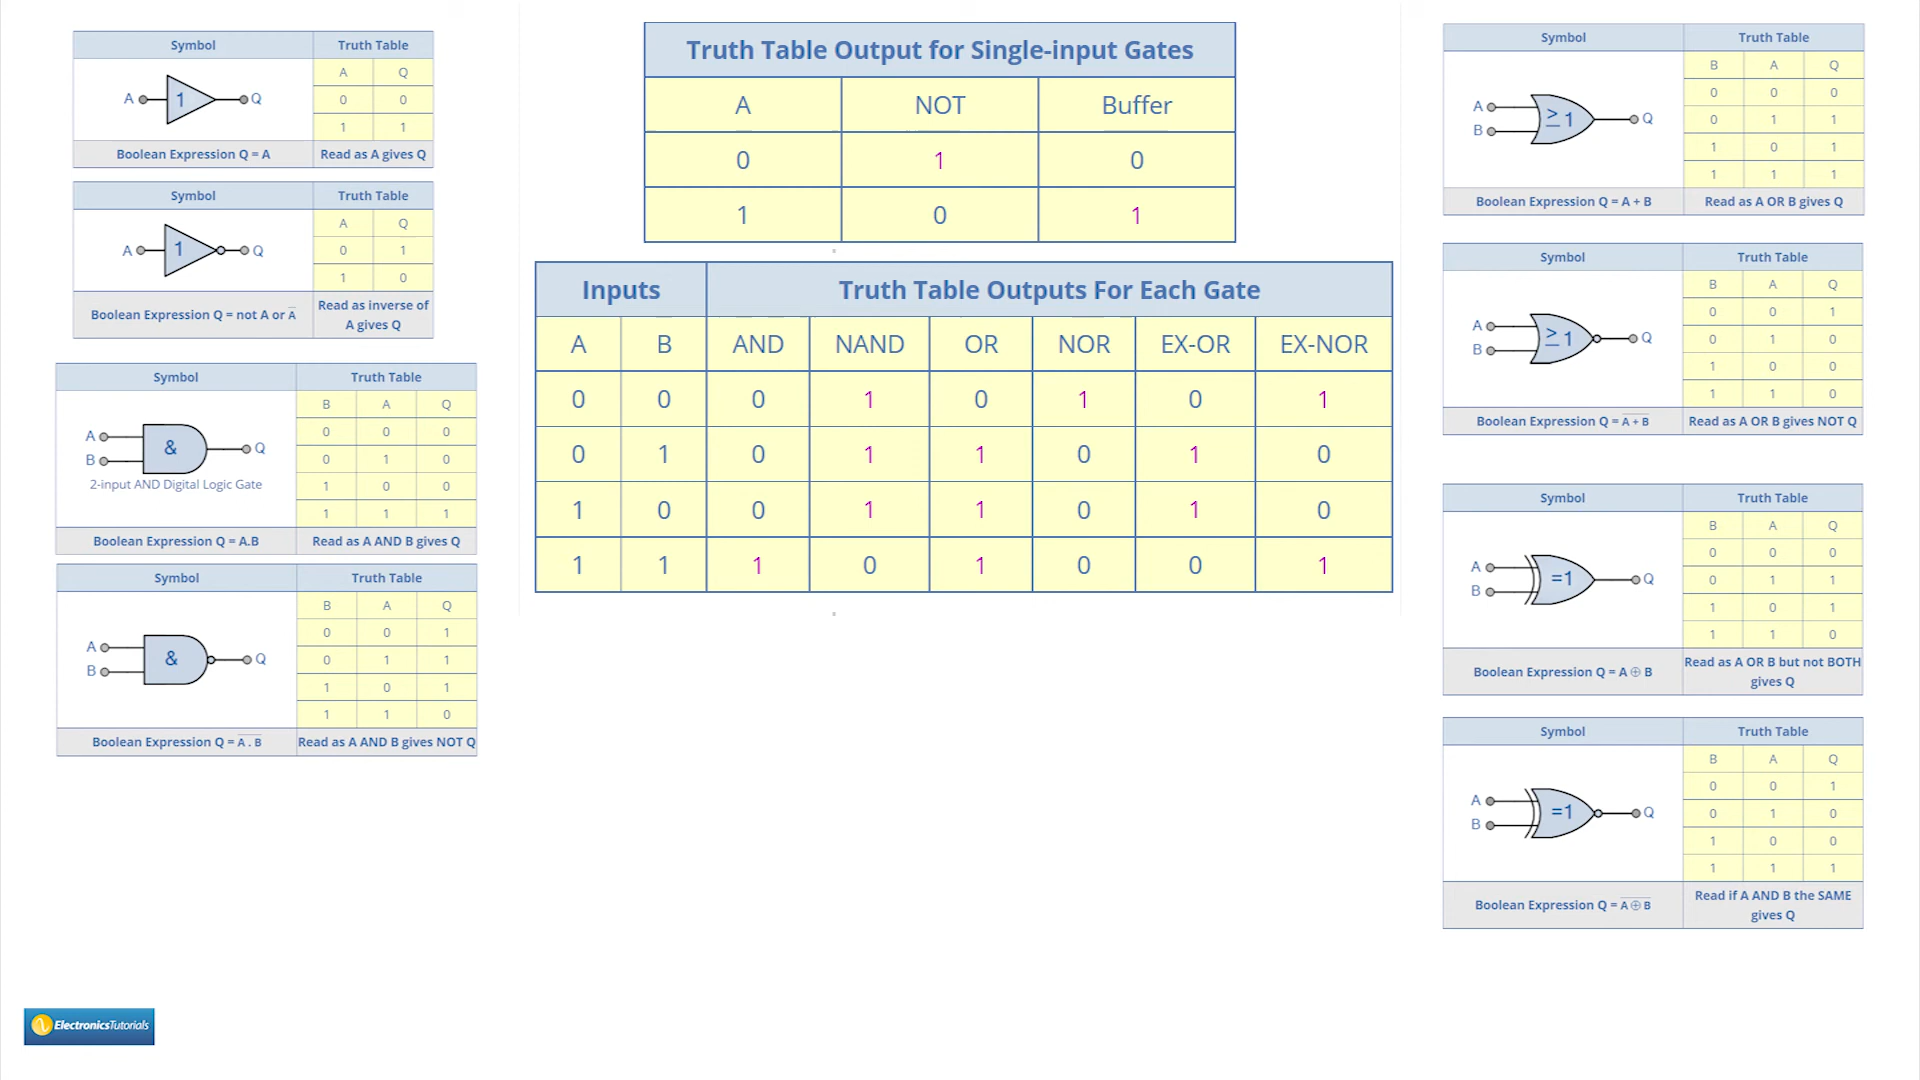 Symbol Truth Table
A Q
A 1 Q
0 0
1 1
Boolean Expression Q = A Read as A gives Q
Symbol Truth Table
A Q
A 1 Q
0 1
1 0
Boolean Expression Q = not A or A̅ Read as inverse of
A gives Q
Symbol Truth Table
B A Q
0 0 0
0 1 0
1 0 0
1 1 1
A
B
& Q
2-input AND Digital Logic Gate
Boolean Expression Q = A.B Read as A AND B gives Q
Symbol Truth Table
B A Q
0 0 1
0 1 1
1 0 1
1 1 0
A
B
& Q
Boolean Expression Q = A̅ ̅.̅ ̅B̅ Read as A AND B gives NOT Q
Truth Table Output for Single-input Gates
A NOT Buffer
0 1 0
1 0 1
Inputs Truth Table Outputs For Each Gate
A B AND NAND OR NOR EX-OR EX-NOR
0 0 0 1 0 1 0 1
0 1 0 1 1 0 1 0
1 0 0 1 1 0 1 0
1 1 1 0 1 0 0 1
Symbol Truth Table
B A Q
0 0 0
0 1 1
1 0 1
1 1 1
A
B
≥1 Q
Boolean Expression Q = A + B Read as A OR B gives Q
Symbol Truth Table
B A Q
0 0 1
0 1 0
1 0 0
1 1 0
A
B
≥1 Q
Boolean Expression Q = A̅ ̅+̅ ̅B̅ Read as A OR B gives NOT Q
Symbol Truth Table
B A Q
0 0 0
0 1 1
1 0 1
1 1 0
A
B
=1 Q
Boolean Expression Q = A ⊕ B Read as A OR B but not BOTH
gives Q
Symbol Truth Table
B A Q
0 0 1
0 1 0
1 0 0
1 1 1
A
B
=1 Q
Boolean Expression Q = A̅ ̅⊕̅ ̅B̅ Read if A AND B the SAME
gives Q
ElectronicsTutorials